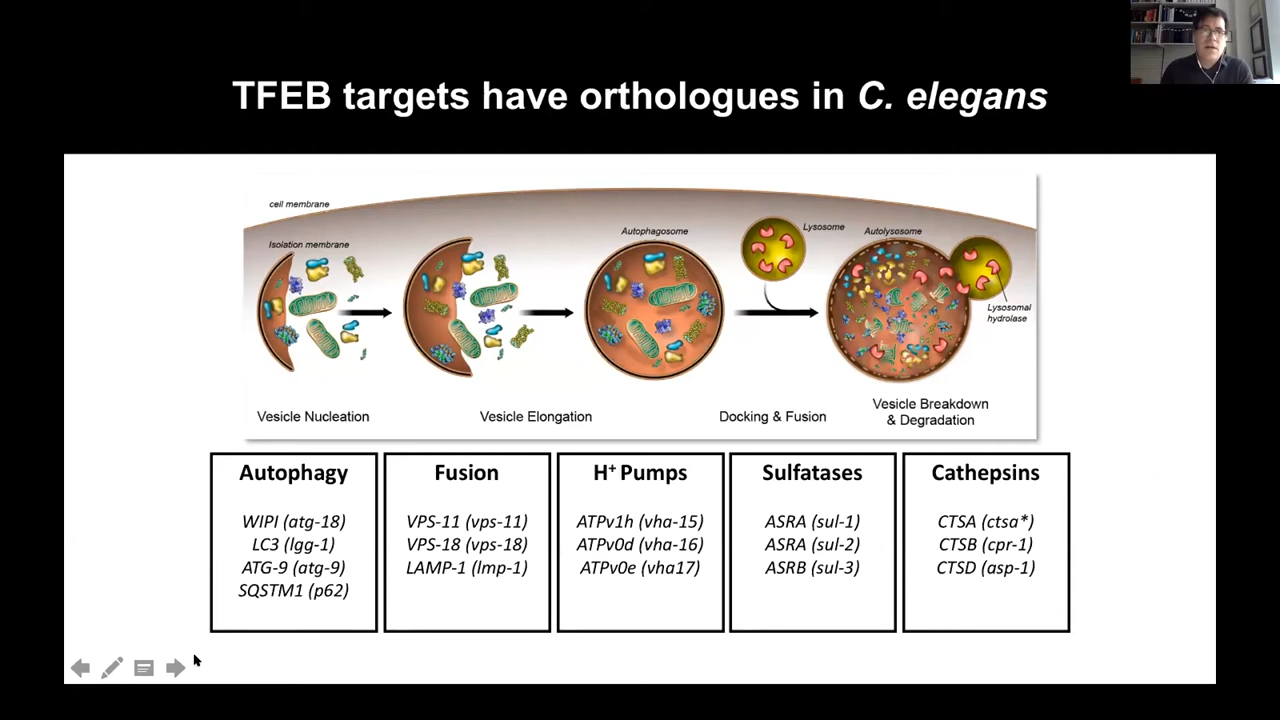 TFEB targets have orthologues in C. elegans
cell membrane
Isolation membrane
Autophagosome
Lysosome
Autolysosome
Lysosomal
hydrolase
Vesicle Nucleation
Vesicle Elongation
Docking & Fusion
Vesicle Breakdown
& Degradation
Autophagy
WIPI (atg-18)
LC3 (lgg-1)
ATG-9 (atg-9)
SQSTM1 (p62)
Fusion
VPS-11 (vps-11)
VPS-18 (vps-18)
LAMP-1 (lmp-1)
H⁺ Pumps
ATPv1h (vha-15)
ATPv0d (vha-16)
ATPv0e (vha17)
Sulfatases
ASRA (sul-1)
ASRA (sul-2)
ASRB (sul-3)
Cathepsins
CTSA (ctsa*)
CTSB (cpr-1)
CTSD (asp-1)